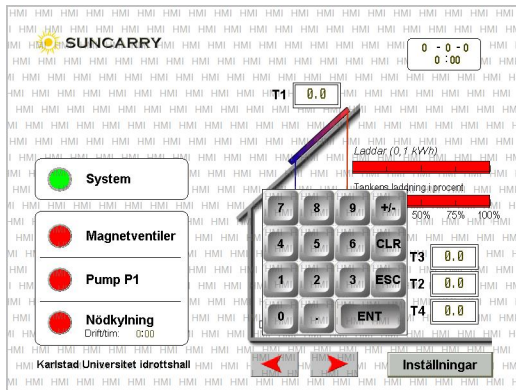 SUNCARRY
0 - 0 - 0
0:00
T1 0.0
Laddar (0,1 kWh)
System
Tankens laddning i procent
50% 75% 100%
7 8 9 +/-
4 5 6 CLR
1 2 3 ESC
0 . ENT
Magnetventiler
Pump P1
Nödkylning
Drift/tim: 0:00
T3 0.0
T2 0.0
T4 0.0
Karlstad Universitet idrottshall
Inställningar